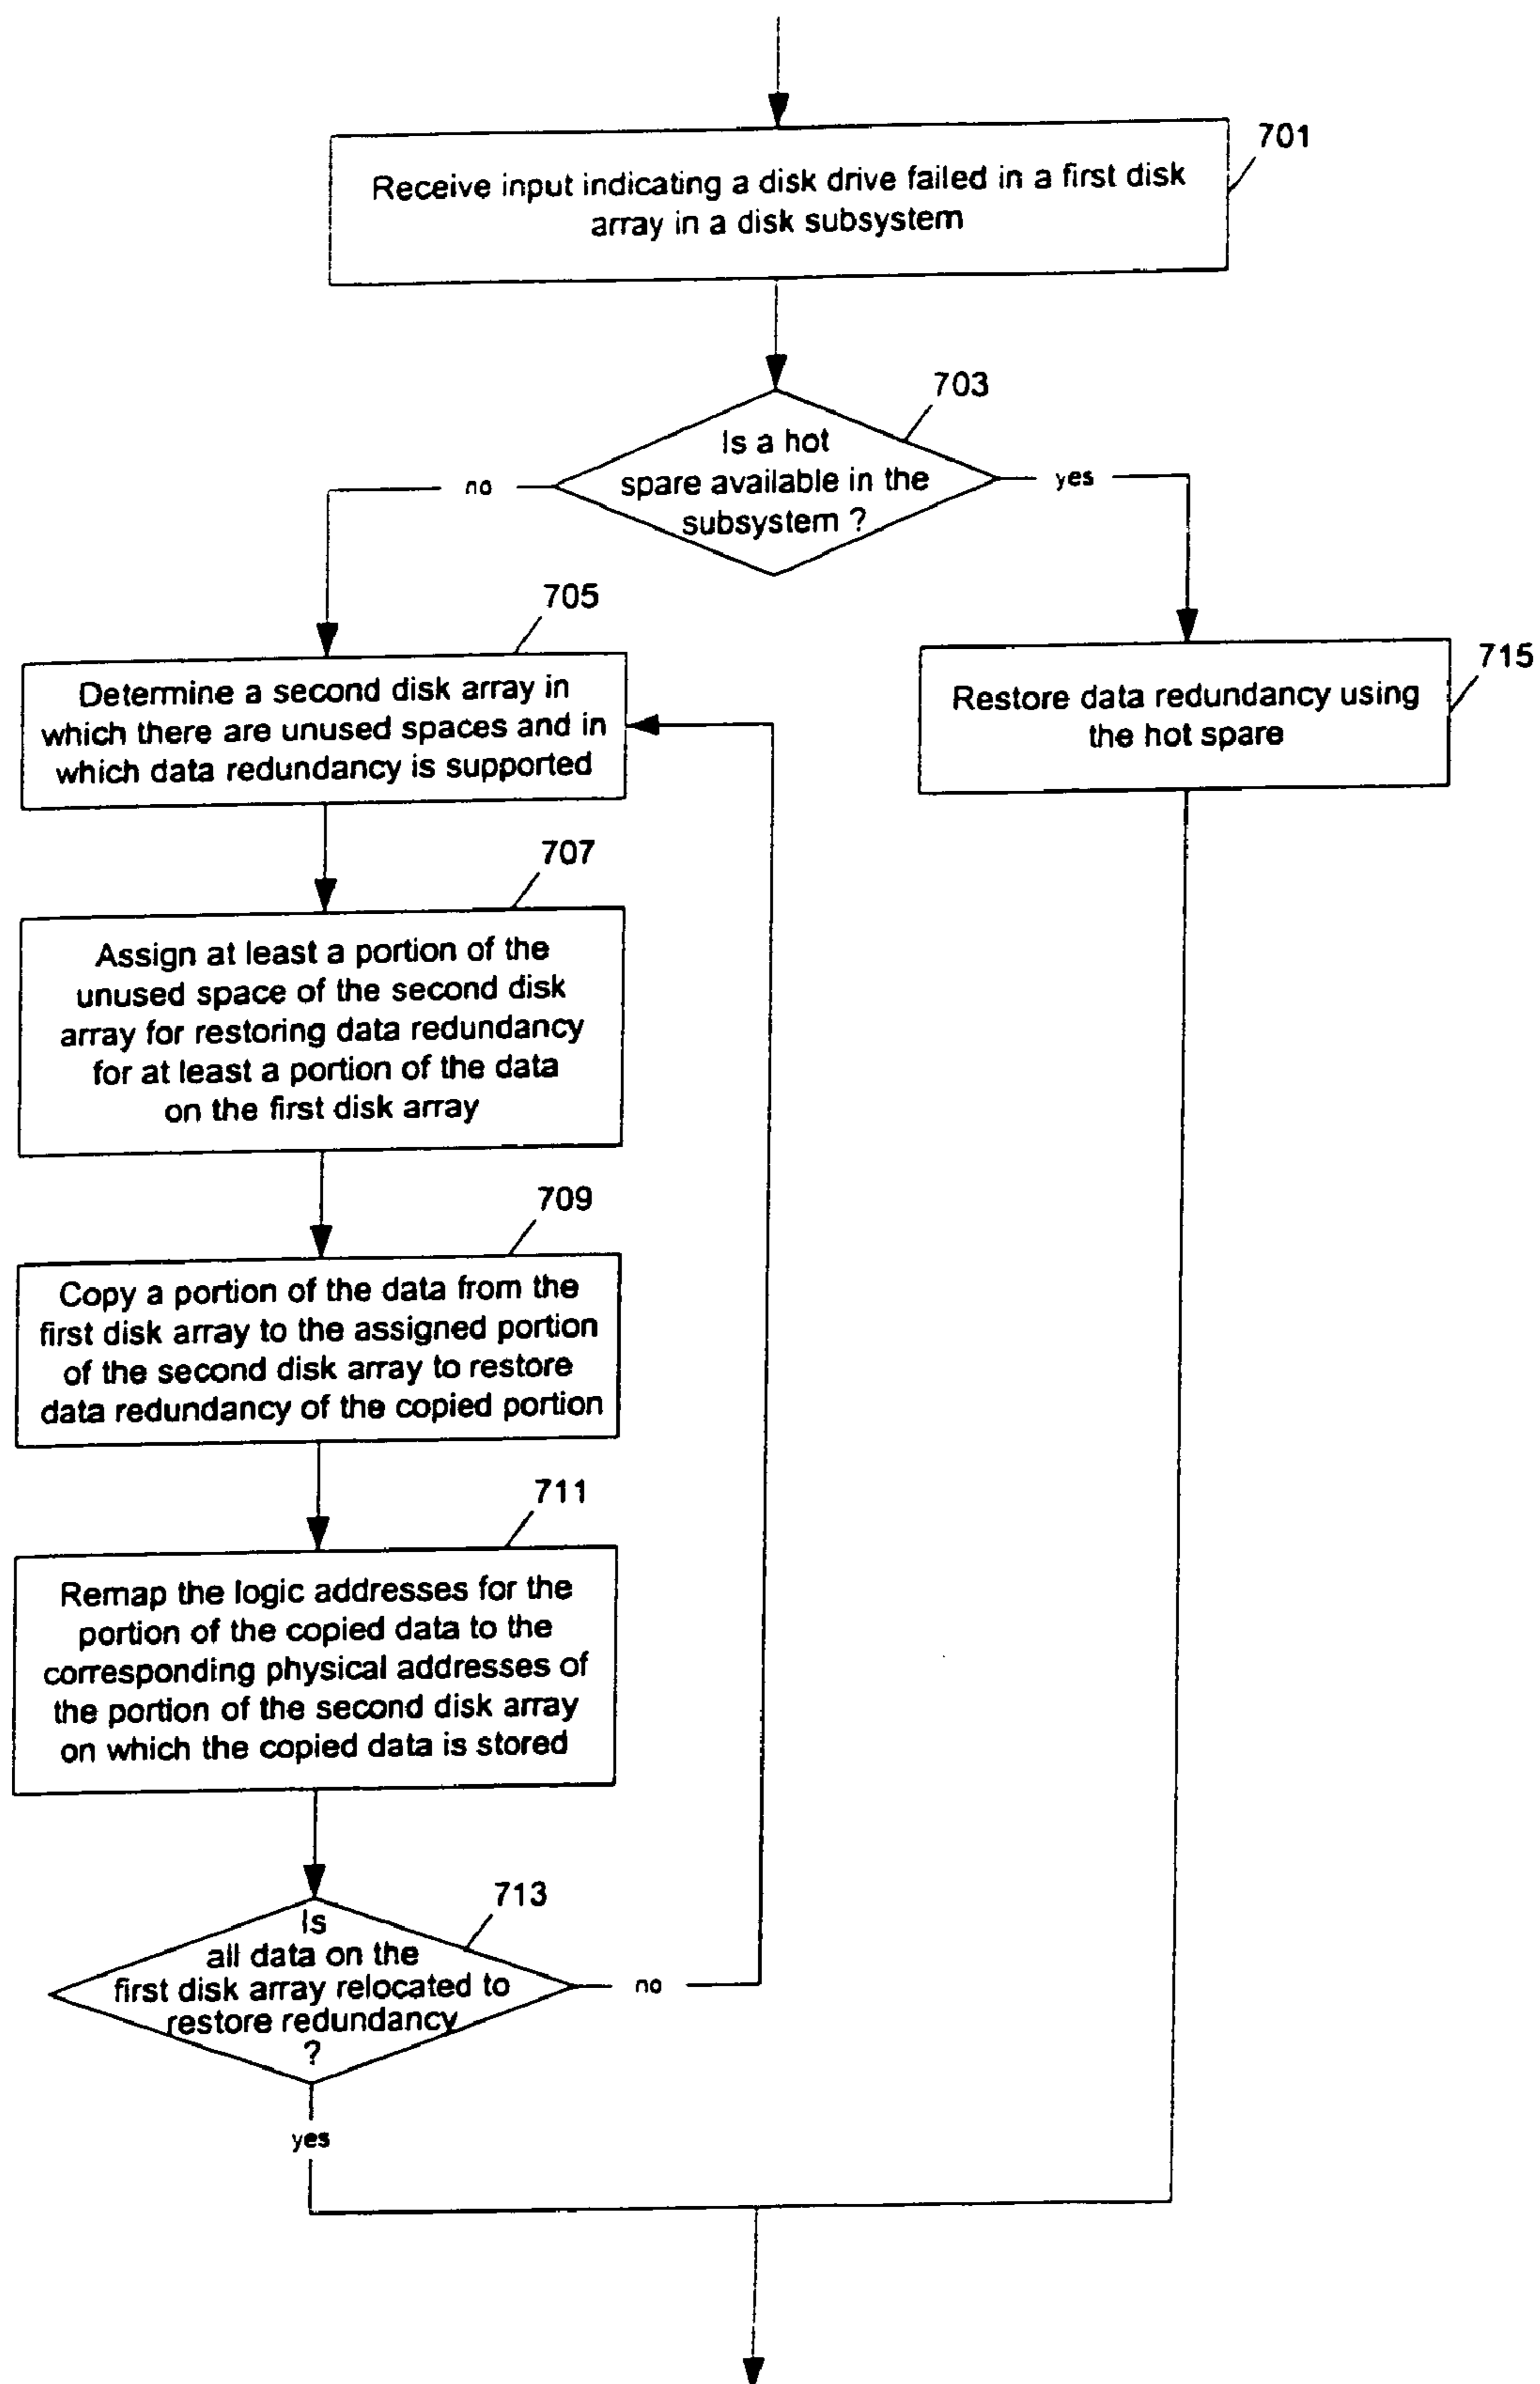 701
Receive input indicating a disk drive failed in a first disk
array in a disk subsystem
703
Is a hot
spare available in the
subsystem ?
no
yes
705
Determine a second disk array in
which there are unused spaces and in
which data redundancy is supported
715
Restore data redundancy using
the hot spare
707
Assign at least a portion of the
unused space of the second disk
array for restoring data redundancy
for at least a portion of the data
on the first disk array
709
Copy a portion of the data from the
first disk array to the assigned portion
of the second disk array to restore
data redundancy of the copied portion
711
Remap the logic addresses for the
portion of the copied data to the
corresponding physical addresses of
the portion of the second disk array
on which the copied data is stored
713
Is
all data on the
first disk array relocated to
restore redundancy
?
no
yes